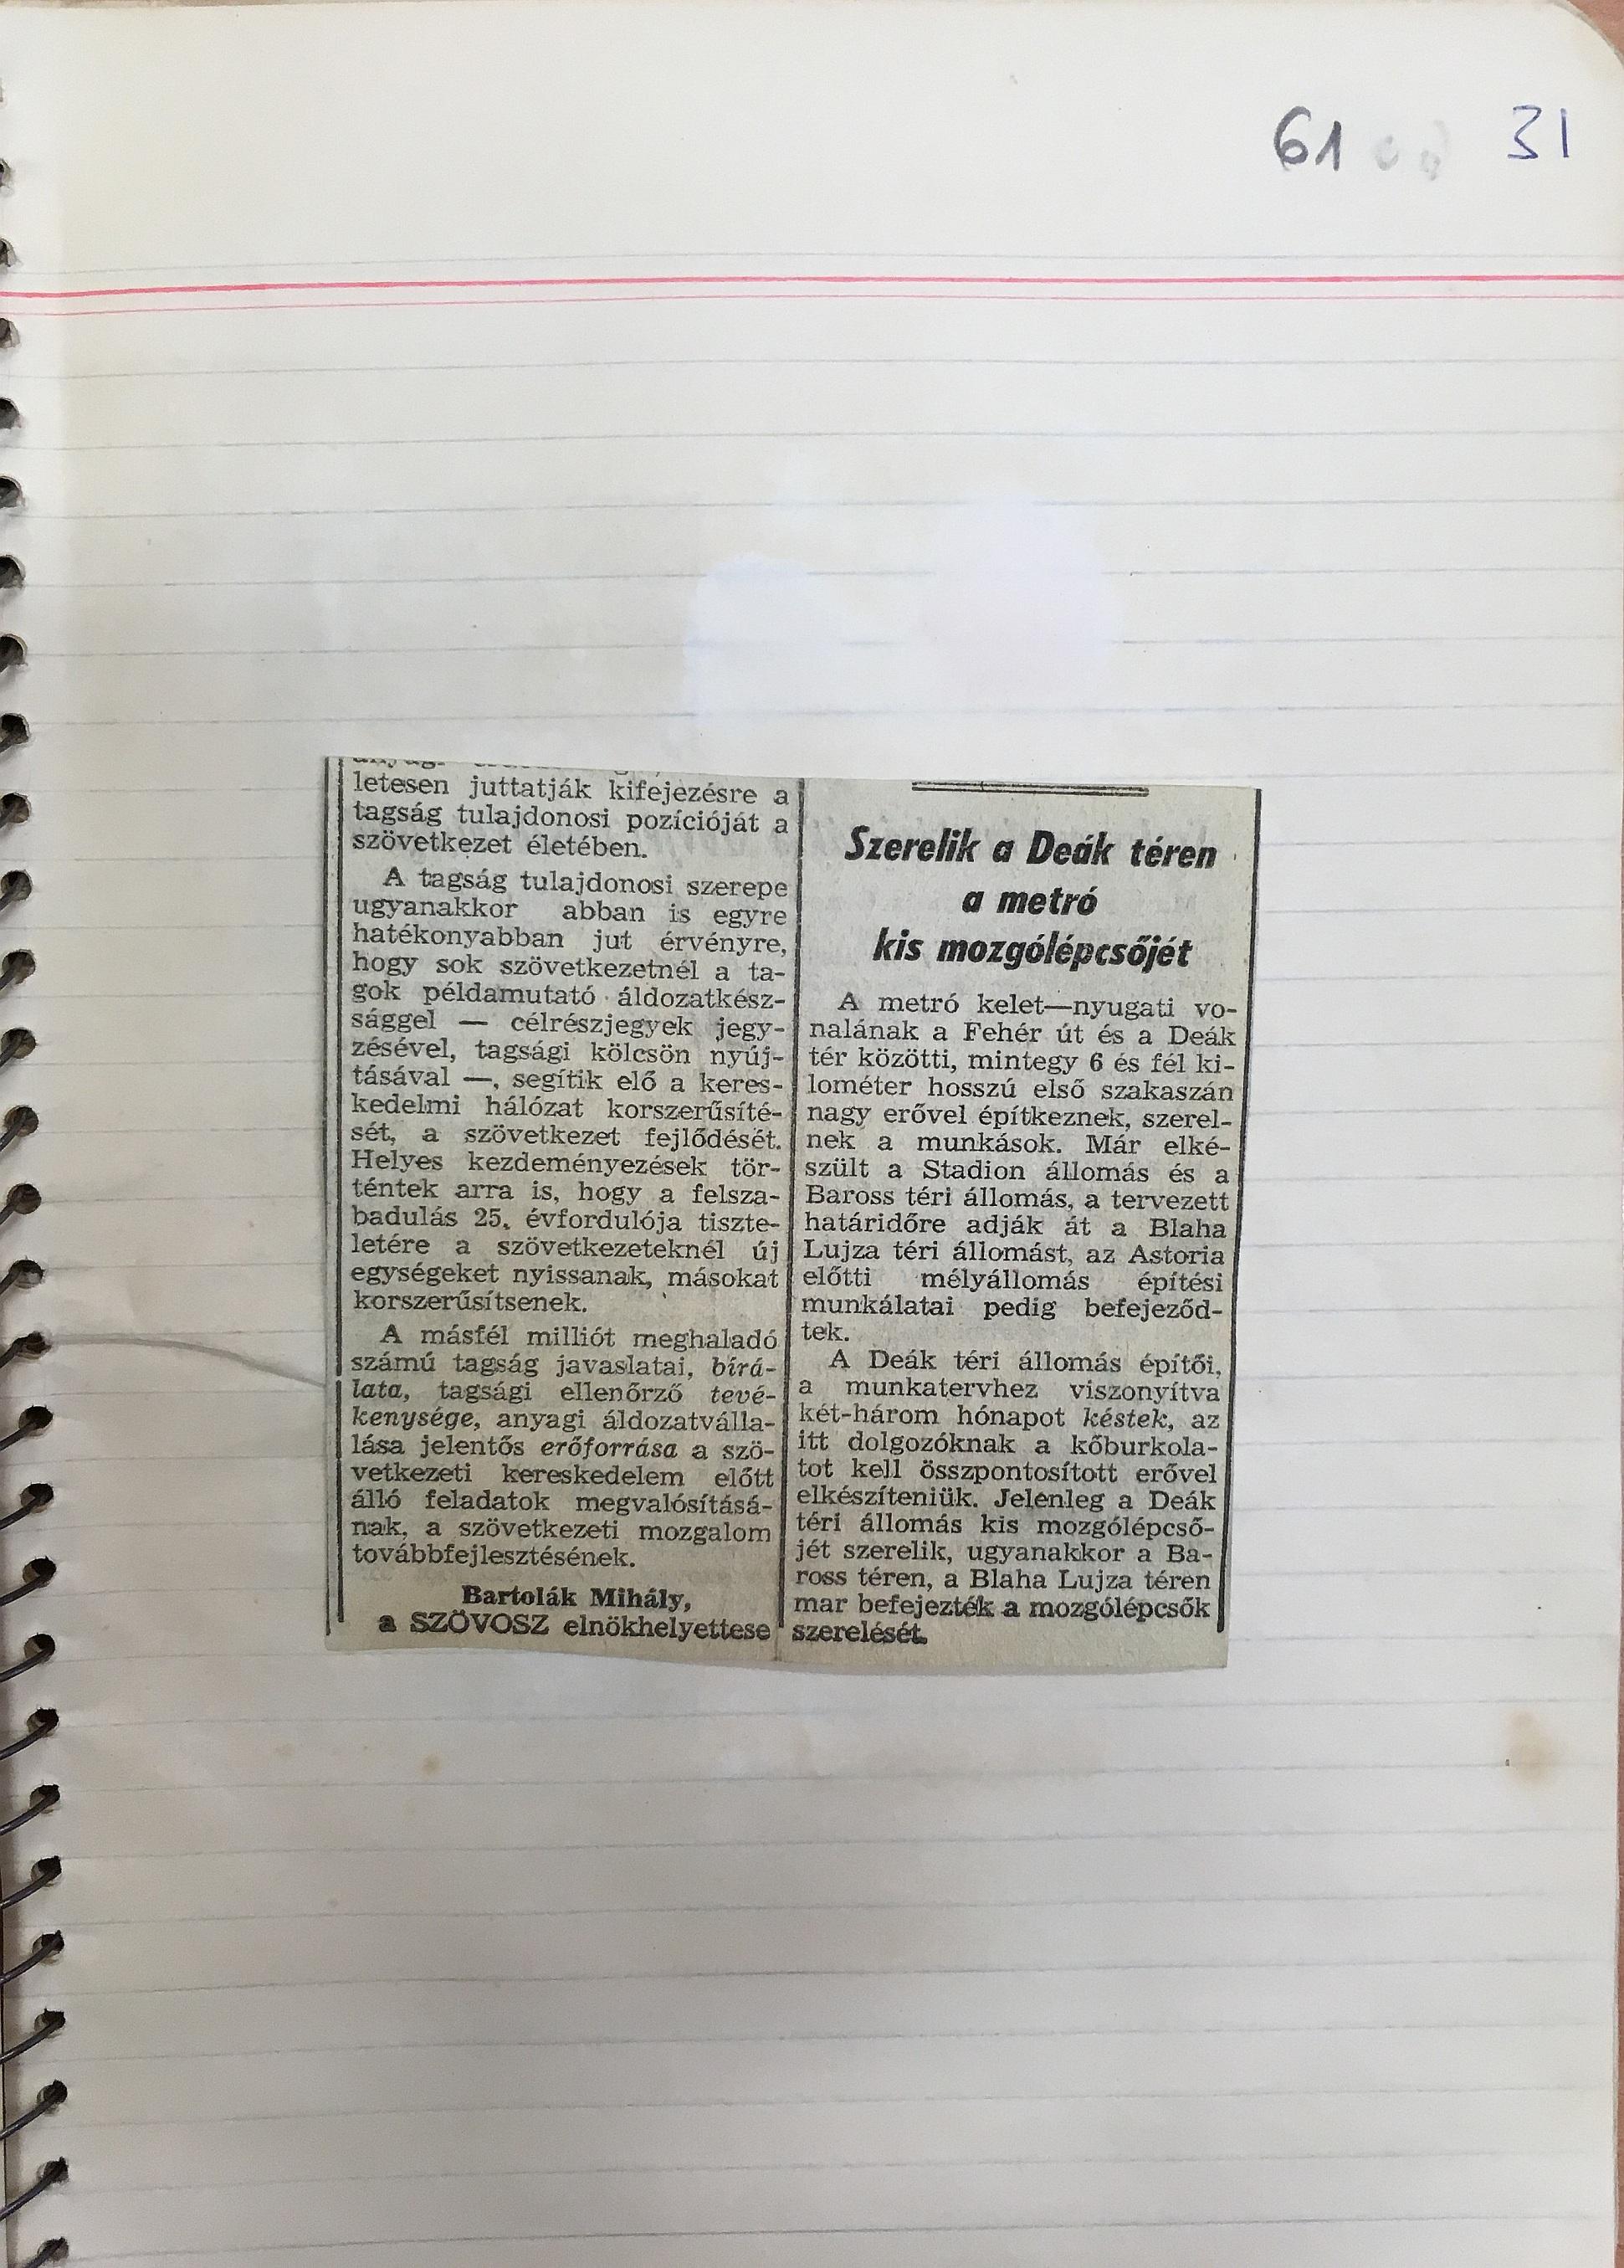 61 31
letesen juttatják kifejezésre a
tagság tulajdonosi pozícióját a
szövetkezet életében.
A tagság tulajdonosi szerepe
ugyanakkor abban is egyre
hatékonyabban jut érvényre,
hogy sok szövetkezetnél a ta-
gok példamutató áldozatkész-
séggel — célrészjegyek jegy-
zésével, tagsági kölcsön nyúj-
tásával —, segítik elő a keres-
kedelmi hálózat korszerűsíté-
sét, a szövetkezet fejlődését.
Helyes kezdeményezések tör-
téntek arra is, hogy a felsza-
badulás 25. évfordulója tiszte-
letére a szövetkezeteknél új
egységeket nyissanak, másokat
korszerűsítsenek.
A másfél milliót meghaladó
számú tagság javaslatai, bírá-
lata, tagsági ellenőrző tevé-
kenysége, anyagi áldozatválla-
lása jelentős erőforrása a szö-
vetkezeti kereskedelem előtt
álló feladatok megvalósításá-
nak, a szövetkezeti mozgalom
továbbfejlesztésének.
Bartolák Mihály,
a SZÖVOSZ elnökhelyettese
Szerelik a Deák téren
a metró
kis mozgólépcsőjét
A metró kelet—nyugati vo-
nalának a Fehér út és a Deák
tér közötti, mintegy 6 és fél ki-
lométer hosszú első szakaszán
nagy erővel építkeznek, szerel-
nek a munkások. Már elké-
szült a Stadion állomás és a
Baross téri állomás, a tervezett
határidőre adják át a Blaha
Lujza téri állomást, az Astoria
előtti mélyállomás építési
munkálatai pedig befejeződ-
tek.
A Deák téri állomás építői,
a munkatervhez viszonyítva
két-három hónapot késtek, az
itt dolgozóknak a kőburkola-
tot kell összpontosított erővel
elkészíteniük. Jelenleg a Deák
téri állomás kis mozgólépcső-
jét szerelik, ugyanakkor a Ba-
ross téren, a Blaha Lujza téren
mar befejezték a mozgólépcsők
szerelését.